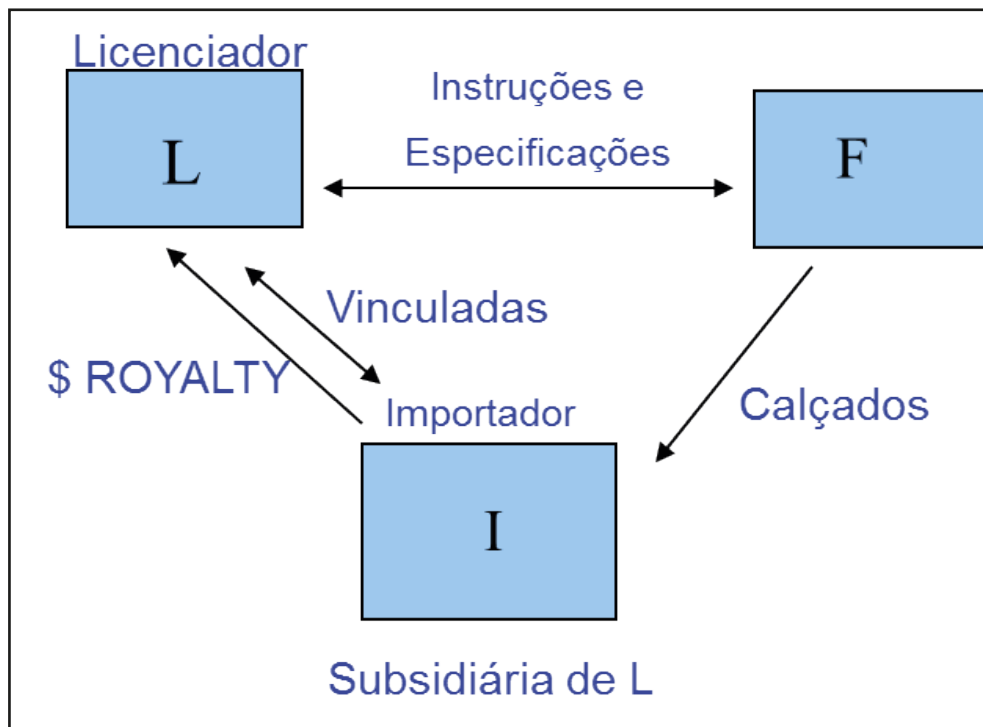 Licenciador
L
Instruções e
Especificações
F
Vinculadas
$ ROYALTY
Calçados
Importador
I
Subsidiária de L